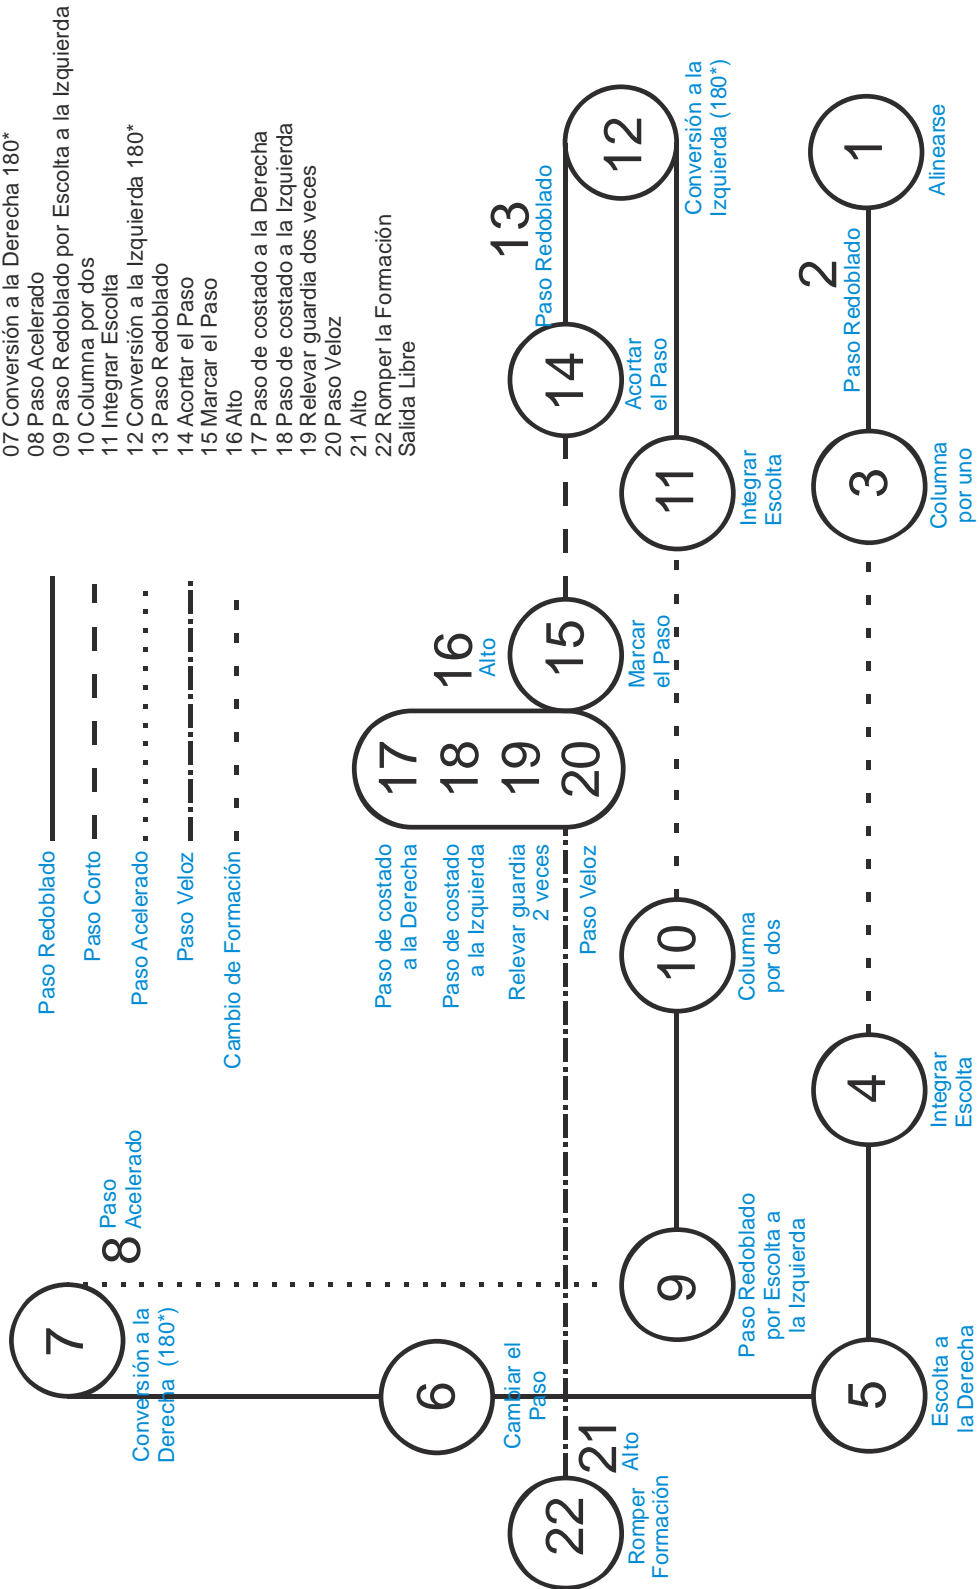 07 Conversión a la Derecha 180*
08 Paso Acelerado
09 Paso Redoblado por Escolta a la Izquierda
10 Columna por dos
11 Integrar Escolta
12 Conversión a la Izquierda 180*
13 Paso Redoblado
14 Acortar el Paso
15 Marcar el Paso
16 Alto
17 Paso de costado a la Derecha
18 Paso de costado a la Izquierda
19 Relevar guardia dos veces
20 Paso Veloz
21 Alto
22 Romper la Formación
Salida Libre
Paso Redoblado
Paso Corto
Paso Acelerado
Paso Veloz
Cambio de Formación
7
Conversión a la
Derecha (180*)
8
Paso
Acelerado
6
Cambiar el
Paso
22
Romper
Formación
21
Alto
17
18
19
20
Paso de costado
a la Derecha
Paso de costado
a la Izquierda
Relevar guardia
2 veces
Paso Veloz
16
Alto
15
Marcar
el Paso
14
Acortar
el Paso
13
Paso Redoblado
12
Conversión a la
Izquierda (180*)
11
Integrar
Escolta
10
Columna
por dos
9
Paso Redoblado
por Escolta a
la Izquierda
5
Escolta a
la Derecha
4
Integrar
Escolta
3
Columna
por uno
2
Paso Redoblado
1
Alinearse